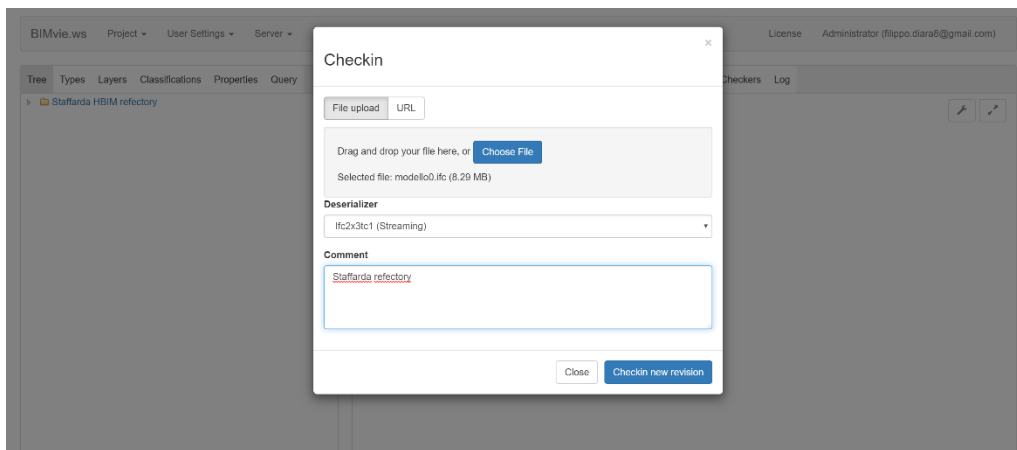 BIMvie.ws Project User Settings Server License Administrator (filippo.diara8@gmail.com)
Tree Types Layers Classifications Properties Query Checkers Log
Staffarda HBIM refectory
Checkin ×
File upload URL
Drag and drop your file here, or Choose File
Selected file: modello0.ifc (8.29 MB)
Deserializer
Ifc2x3tc1 (Streaming)
Comment
Staffarda refectory
Close Checkin new revision